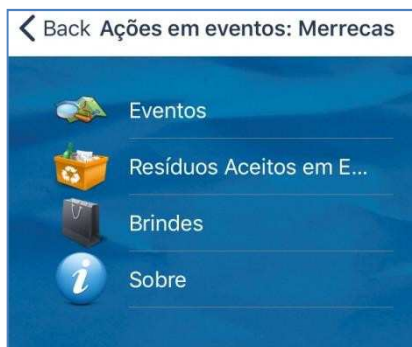 Back Ações em eventos: Merrecas
Eventos
Resíduos Aceitos em E...
Brindes
Sobre